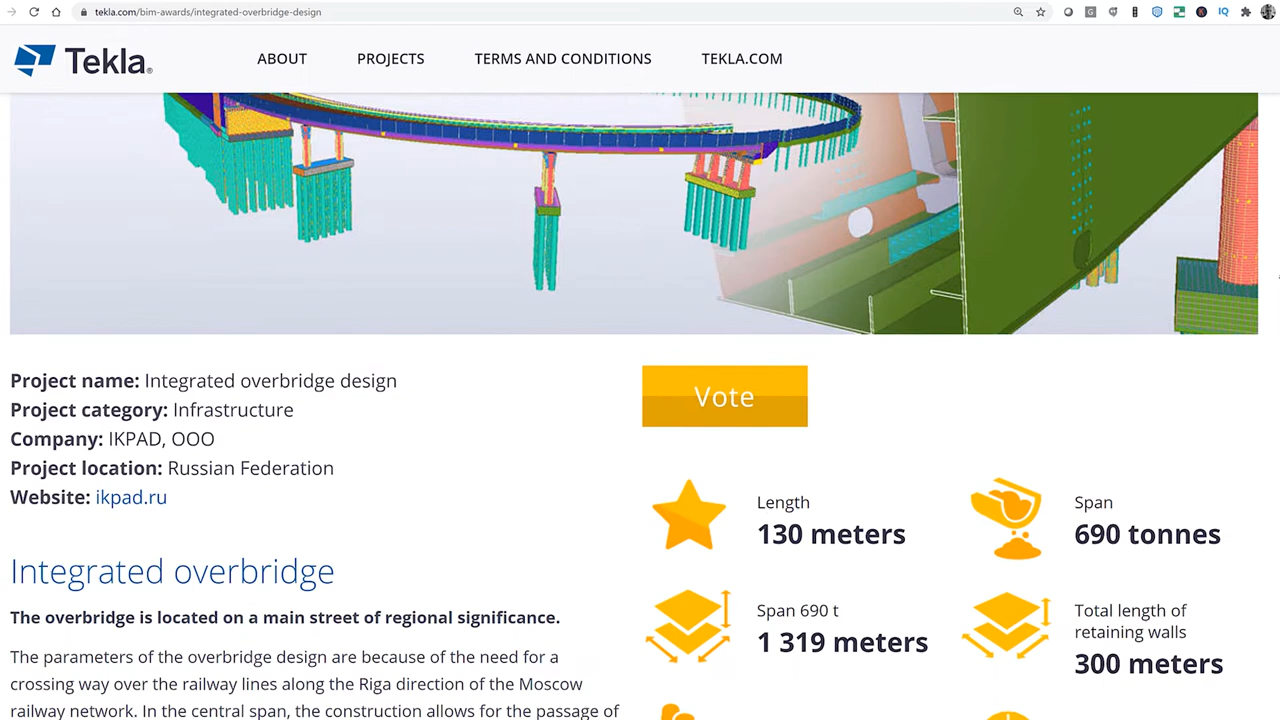 tekla.com/bim-awards/integrated-overbridge-design
Tekla®
ABOUT
PROJECTS
TERMS AND CONDITIONS
TEKLA.COM
Project name: Integrated overbridge design
Project category: Infrastructure
Company: IKPAD, OOO
Project location: Russian Federation
Website: ikpad.ru
Integrated overbridge
The overbridge is located on a main street of regional significance.
The parameters of the overbridge design are because of the need for a
crossing way over the railway lines along the Riga direction of the Moscow
railway network. In the central span, the construction allows for the passage of
Vote
Length
130 meters
Span
690 tonnes
Span 690 t
1 319 meters
Total length of
retaining walls
300 meters